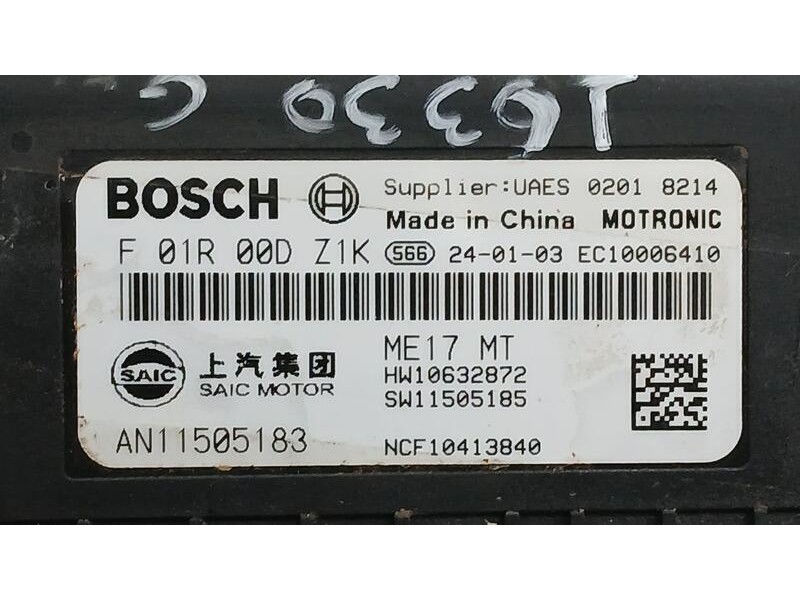 16330 G
BOSCH Supplier:UAES 0201 8214
Made in China MOTRONIC
F 01R 00D Z1K 566 24-01-03 EC10006410
SAIC 上汽集团 ME17 MT
SAIC MOTOR HW10632872
SW11505185
AN11505183 NCF10413840